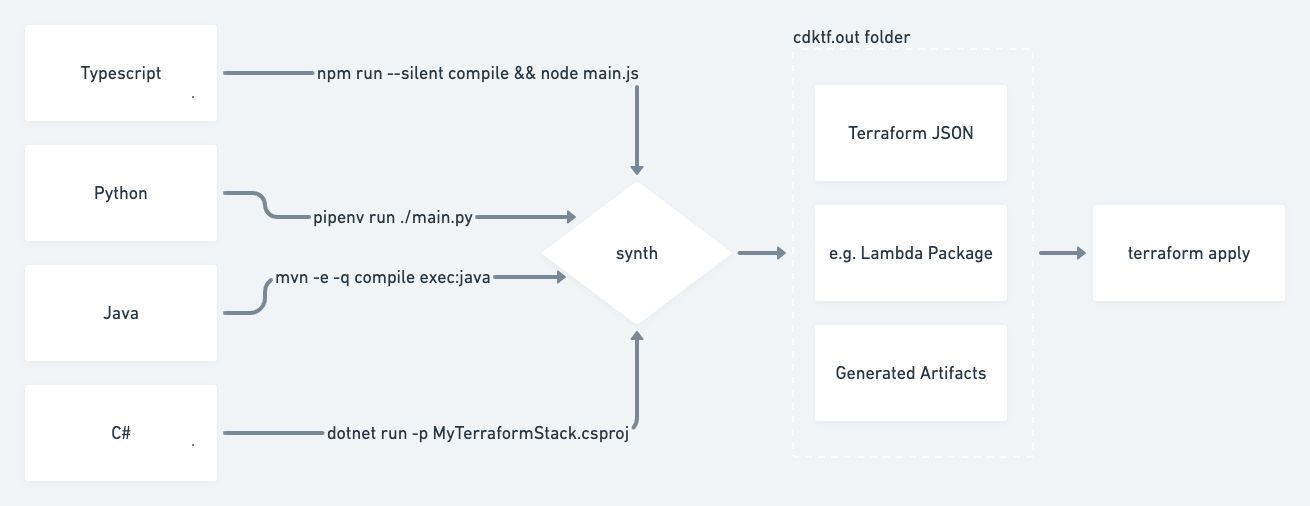 cdktf.out folder
Typescript
npm run --silent compile && node main.js
.
Terraform JSON
Python
pipenv run ./main.py
synth
e.g. Lambda Package
terraform apply
mvn -e -q compile exec:java
Java
Generated Artifacts
C#
dotnet run -p MyTerraformStack.csproj
.